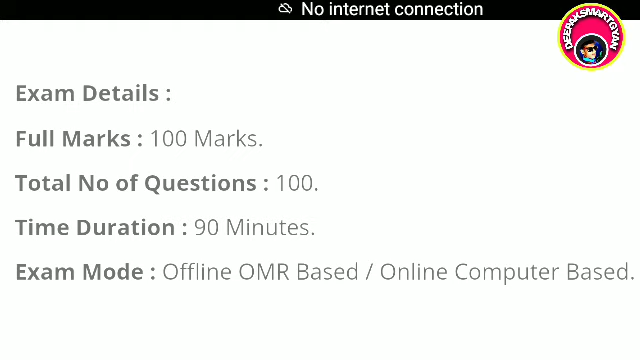 No internet connection
DEEPAKSMARTGYAN
Exam Details :
Full Marks : 100 Marks.
Total No of Questions : 100.
Time Duration : 90 Minutes.
Exam Mode : Offline OMR Based / Online Computer Based.